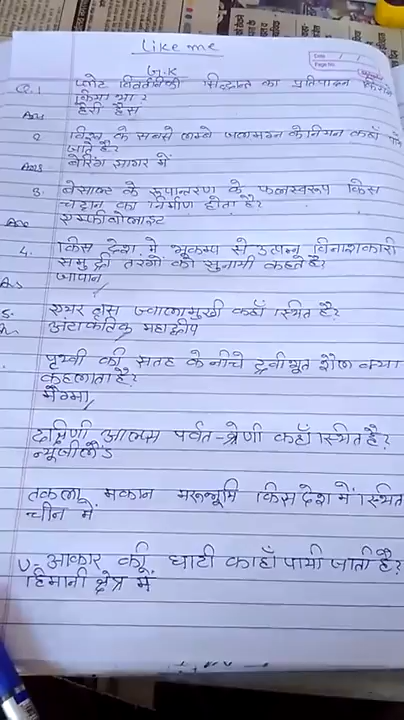 Like me
G.K
Q.1 प्लेट विवर्तनिकी सिद्धान्त का प्रतिपादन किसने
किया था?
Ans हैरी हैस
2 विश्व के सबसे लम्बे जलमग्न केनियन कहाँ पाये
जाते है?
Ans बेरिंग सागर में
3. बेसाल्ट के रूपान्तरण के फलस्वरूप किस
चट्टान का निर्माण होता है?
Ans एम्फीबोलाइट
4. किस देश मे भूकम्प से उत्पन्न विनाशकारी
समुद्री तरंगों को सुनामी कहते है?
Ans जापान
5. एयर बास ज्वालामुखी कहाँ स्थित है?
अंटार्कटिक महाद्वीप
पृथ्वी की सतह के नीचे द्रवीभूत शैल क्या
कहलाता है?
मैग्मा
दक्षिणी आल्पस पर्वत-श्रेणी कहाँ स्थित है?
न्यूजीलैंड
तकला मकान मरूभूमि किस देश में स्थित
चीन में
U. आकार की घाटी काहाँ पायी जाती है?
हिमानी क्षेत्र में